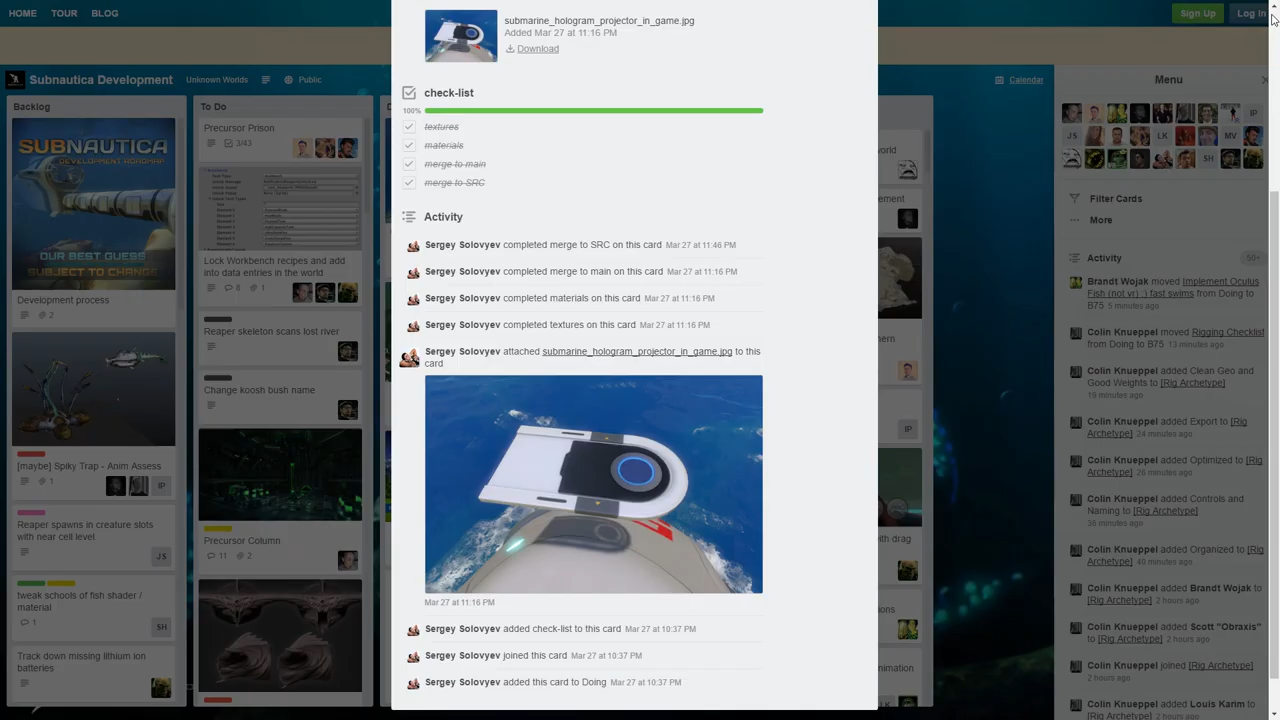 HOME TOUR BLOG
Sign Up Log In
Subnautica Development Unknown Worlds Public
Calendar
Backlog
SUBNAUTICA
DEVELOPMENT ROADMAP
OUR BEST GUESS
SUBJECT TO CHANGE
Development process
2
[maybe] Spiky Trap - Anim Assess
1
IP
Reaper spawns in creature slots
with near cell level.
JS
tweak schools of fish shader /
material
1
SH
Track down missing lithium ion
batteries
To Do
Precursor Prison
3/43
Lock Workbench recipes and add
into data entries in the world
8 1
Reaper skeleton scans lost river
Change koosh bush name
Precursor Column
11 2
submarine_hologram_projector_in_game.jpg
Added Mar 27 at 11:16 PM
Download
check-list
100%
textures
materials
merge to main
merge to SRC
Activity
Sergey Solovyev completed merge to SRC on this card Mar 27 at 11:46 PM
Sergey Solovyev completed merge to main on this card Mar 27 at 11:16 PM
Sergey Solovyev completed materials on this card Mar 27 at 11:16 PM
Sergey Solovyev completed textures on this card Mar 27 at 11:16 PM
Sergey Solovyev attached submarine_hologram_projector_in_game.jpg to this
card
Mar 27 at 11:16 PM
Sergey Solovyev added check-list to this card Mar 27 at 10:37 PM
Sergey Solovyev joined this card Mar 27 at 10:37 PM
Sergey Solovyev added this card to Doing Mar 27 at 10:37 PM
IP
Menu
IP
JS LK MV
SH
Filter Cards
More
Activity 50+
Brandt Wojak moved Implement Oculus
Fish (not vr) :) fast swims from Doing to
B75 5 minutes ago
Colin Knueppel moved Rigging Checklist
from Doing to B75 13 minutes ago
Colin Knueppel added Clean Geo and
Good Weights to [Rig Archetype]
19 minutes ago
Colin Knueppel added Export to [Rig
Archetype] 24 minutes ago
Colin Knueppel added Optimized to [Rig
Archetype] 26 minutes ago
Colin Knueppel added Controls and
Naming to [Rig Archetype]
36 minutes ago
Colin Knueppel added Organized to [Rig
Archetype] 40 minutes ago
Colin Knueppel added Brandt Wojak to
[Rig Archetype] 2 hours ago
Colin Knueppel added Scott "Obraxis"
to [Rig Archetype] 2 hours ago
Colin Knueppel joined [Rig Archetype]
2 hours ago
Colin Knueppel added Louis Karim to
[Rig Archetype] 2 hours ago